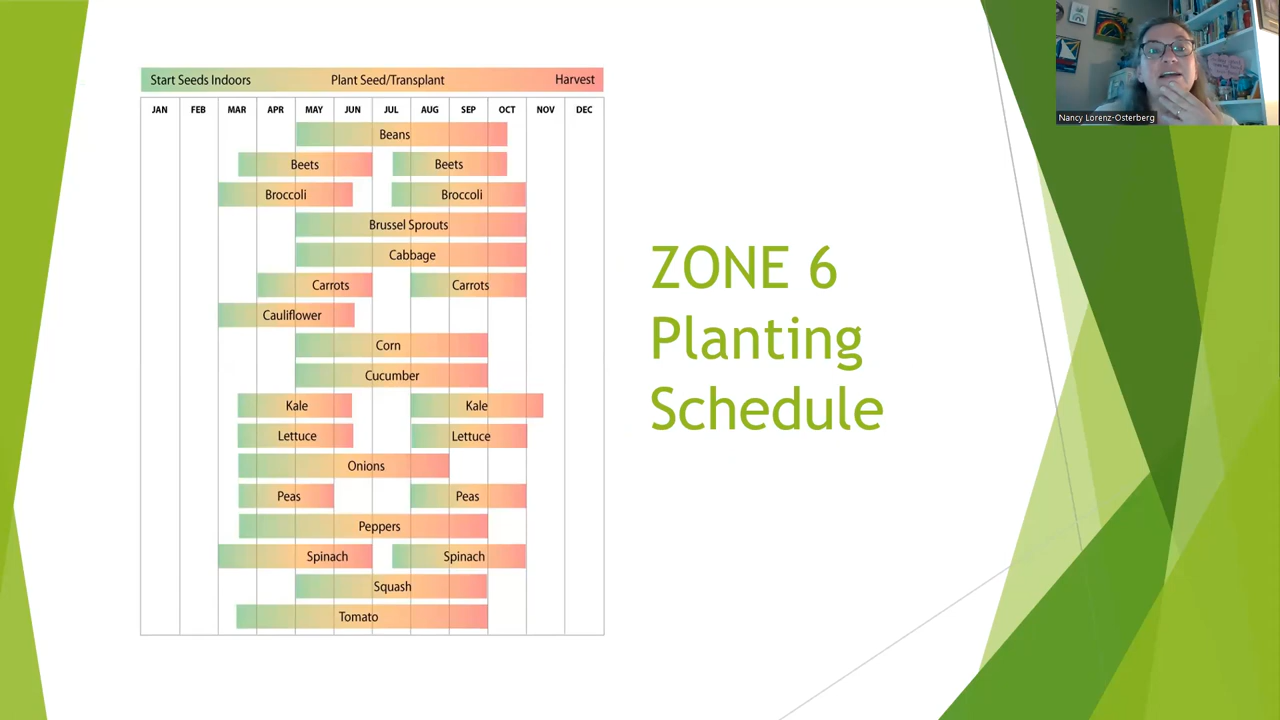 Start Seeds Indoors Plant Seed/Transplant Harvest
JAN FEB MAR APR MAY JUN JUL AUG SEP OCT NOV DEC
Beans
Beets Beets
Broccoli Broccoli
Brussel Sprouts
Cabbage
Carrots Carrots
Cauliflower
Corn
Cucumber
Kale Kale
Lettuce Lettuce
Onions
Peas Peas
Peppers
Spinach Spinach
Squash
Tomato
ZONE 6
Planting
Schedule
Nancy Lorenz-Osterberg